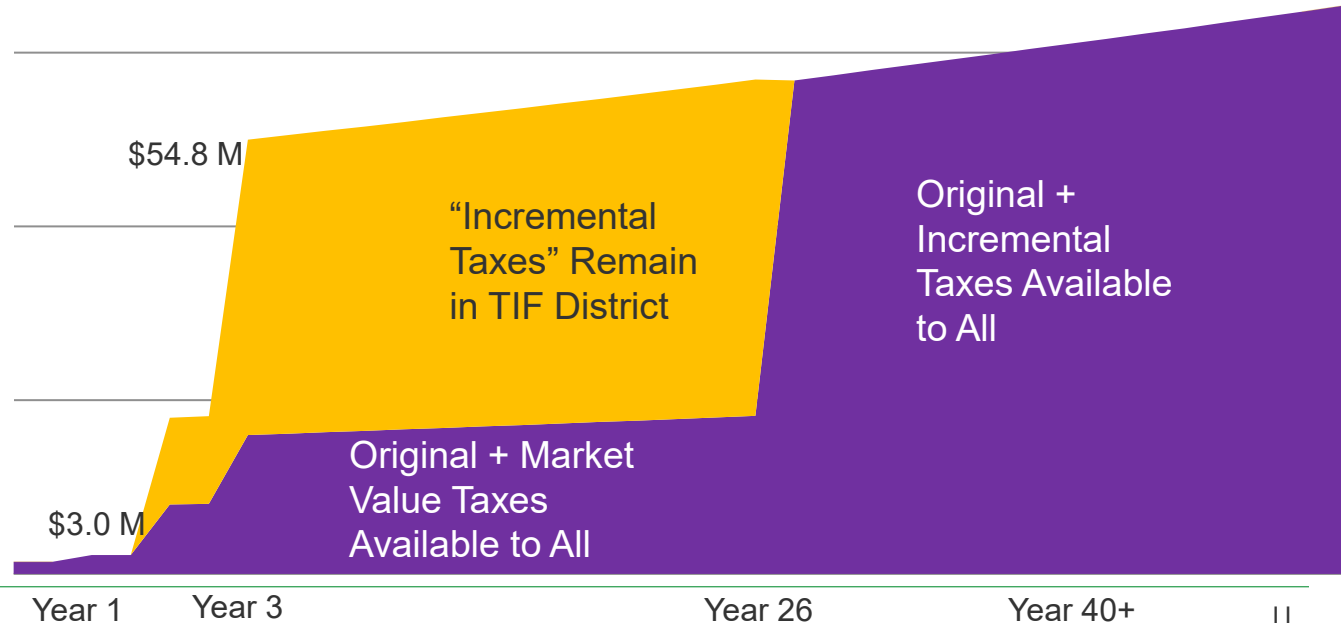 $54.8 M
“Incremental
Taxes” Remain
in TIF District
Original +
Incremental
Taxes Available
to All
Original + Market
Value Taxes
Available to All
$3.0 M
Year 1
Year 3
Year 26
Year 40+